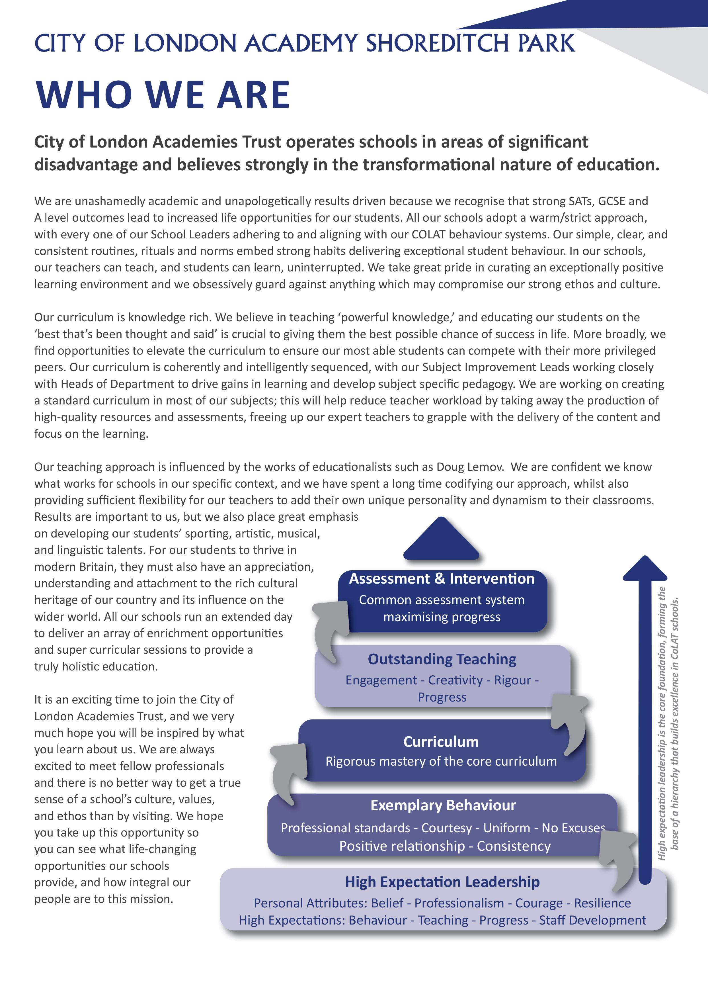 CITY OF LONDON ACADEMY SHOREDITCH PARK
WHO WE ARE
City of London Academies Trust operates schools in areas of significant
disadvantage and believes strongly in the transformational nature of education.
We are unashamedly academic and unapologetically results driven because we recognise that strong SATs, GCSE and
A level outcomes lead to increased life opportunities for our students. All our schools adopt a warm/strict approach,
with every one of our School Leaders adhering to and aligning with our COLAT behaviour systems. Our simple, clear, and
consistent routines, rituals and norms embed strong habits delivering exceptional student behaviour. In our schools,
our teachers can teach, and students can learn, uninterrupted. We take great pride in curating an exceptionally positive
learning environment and we obsessively guard against anything which may compromise our strong ethos and culture.
Our curriculum is knowledge rich. We believe in teaching ‘powerful knowledge,’ and educating our students on the
‘best that’s been thought and said’ is crucial to giving them the best possible chance of success in life. More broadly, we
find opportunities to elevate the curriculum to ensure our most able students can compete with their more privileged
peers. Our curriculum is coherently and intelligently sequenced, with our Subject Improvement Leads working closely
with Heads of Department to drive gains in learning and develop subject specific pedagogy. We are working on creating
a standard curriculum in most of our subjects; this will help reduce teacher workload by taking away the production of
high-quality resources and assessments, freeing up our expert teachers to grapple with the delivery of the content and
focus on the learning.
Our teaching approach is influenced by the works of educationalists such as Doug Lemov.  We are confident we know
what works for schools in our specific context, and we have spent a long time codifying our approach, whilst also
providing sufficient flexibility for our teachers to add their own unique personality and dynamism to their classrooms.
Results are important to us, but we also place great emphasis
on developing our students’ sporting, artistic, musical,
and linguistic talents. For our students to thrive in
modern Britain, they must also have an appreciation,
understanding and attachment to the rich cultural
heritage of our country and its influence on the
wider world. All our schools run an extended day
to deliver an array of enrichment opportunities
and super curricular sessions to provide a
truly holistic education.
It is an exciting time to join the City of
London Academies Trust, and we very
much hope you will be inspired by what
you learn about us. We are always
excited to meet fellow professionals
and there is no better way to get a true
sense of a school’s culture, values,
and ethos than by visiting. We hope
you take up this opportunity so
you can see what life-changing
opportunities our schools
provide, and how integral our
people are to this mission.
Assessment & Intervention
Common assessment system
maximising progress
Outstanding Teaching
Engagement - Creativity - Rigour -
Progress
Curriculum
Rigorous mastery of the core curriculum
Exemplary Behaviour
Professional standards - Courtesy - Uniform - No Excuses
Positive relationship - Consistency
High Expectation Leadership
Personal Attributes: Belief - Professionalism - Courage - Resilience
High Expectations: Behaviour - Teaching - Progress - Staff Development
High expectation leadership is the core foundation, forming the
base of a hierarchy that builds excellence in CoLAT schools.